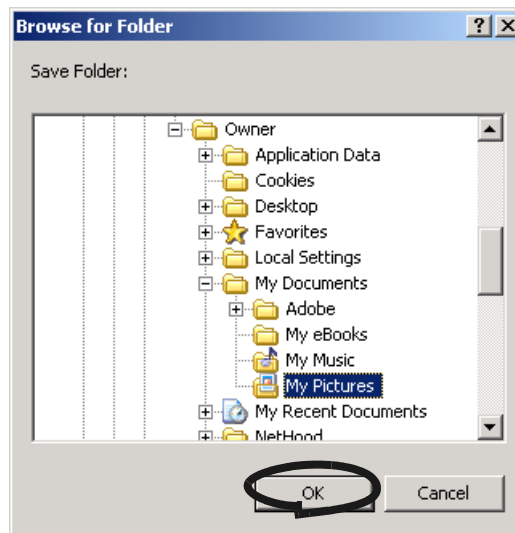 Browse for Folder
Save Folder:
Owner
Application Data
Cookies
Desktop
Favorites
Local Settings
My Documents
Adobe
My eBooks
My Music
My Pictures
My Recent Documents
NetHood
OK Cancel